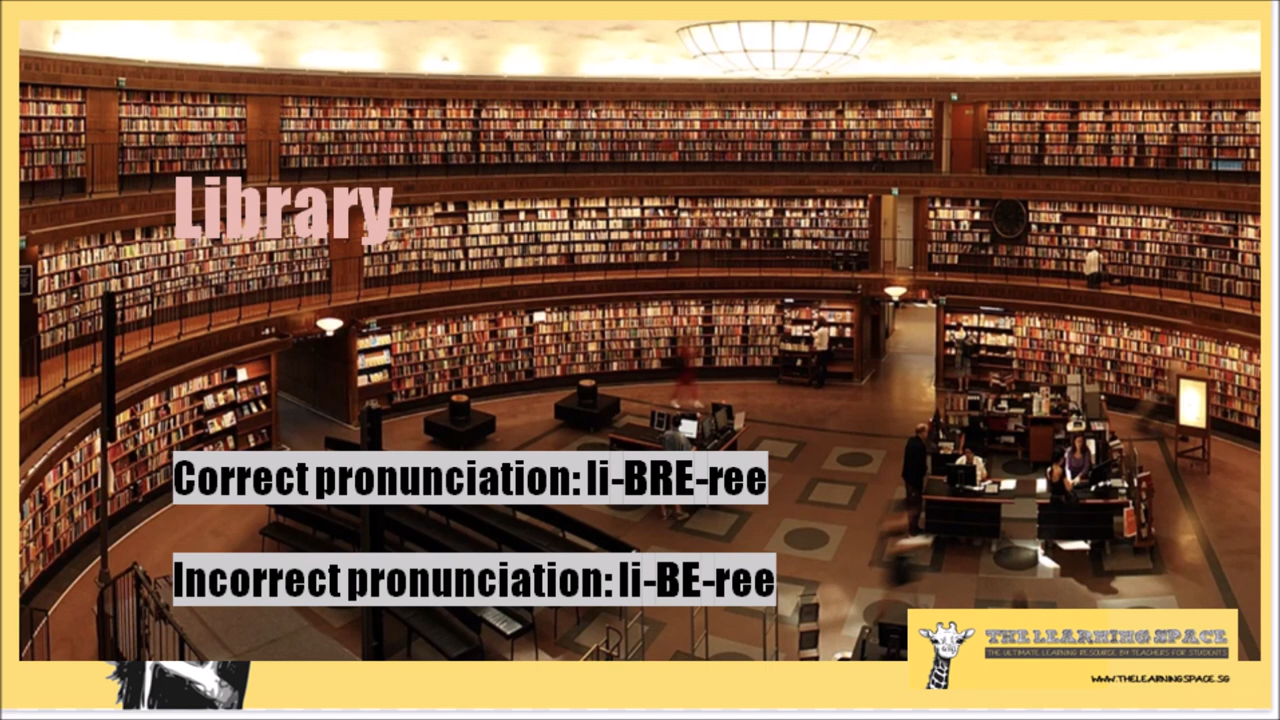 Library
Correct pronunciation: li-BRE-ree
Incorrect pronunciation: li-BE-ree
THE LEARNING SPACE
THE ULTIMATE LEARNING RESOURCE BY TEACHERS FOR STUDENTS
WWW.THELEARNINGSPACE.SG